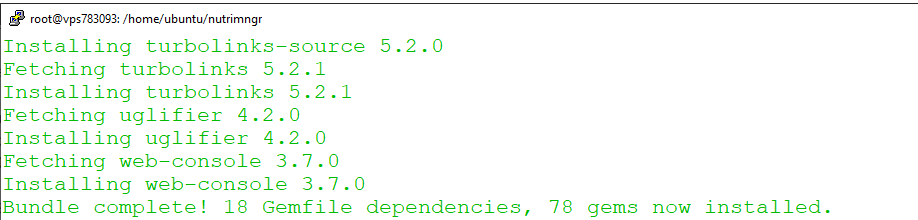 root@vps783093: /home/ubuntu/nutrimngr
Installing turbolinks-source 5.2.0
Fetching turbolinks 5.2.1
Installing turbolinks 5.2.1
Fetching uglifier 4.2.0
Installing uglifier 4.2.0
Fetching web-console 3.7.0
Installing web-console 3.7.0
Bundle complete! 18 Gemfile dependencies, 78 gems now installed.